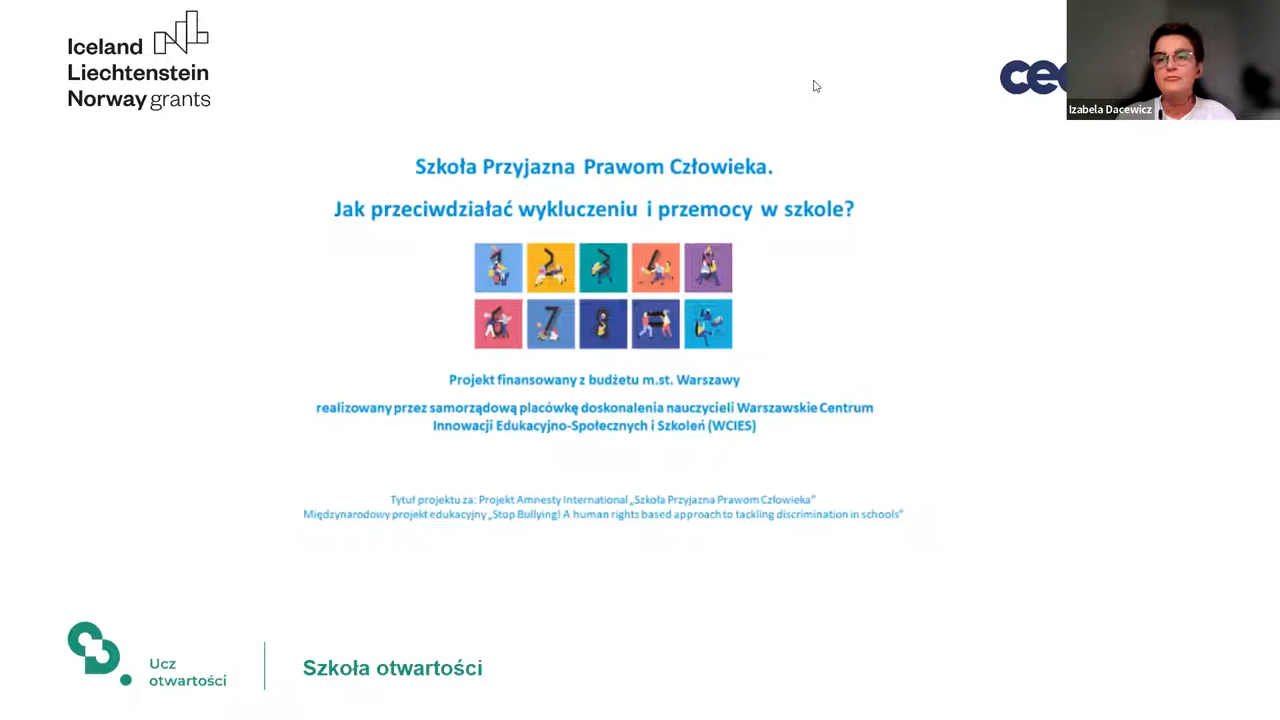 Iceland
Liechtenstein
Norway grants
Izabela Dacewicz
Szkoła Przyjazna Prawom Człowieka.
Jak przeciwdziałać wykluczeniu i przemocy w szkole?
Projekt finansowany z budżetu m.st. Warszawy
realizowany przez samorządową placówkę doskonalenia nauczycieli Warszawskie Centrum
Innowacji Edukacyjno-Społecznych i Szkoleń (WCIES)
Tytuł projektu za: Projekt Amnesty International „Szkoła Przyjazna Prawom Człowieka”
Międzynarodowy projekt edukacyjny „Stop Bullying! A human rights based approach to tackling discrimination in schools”
Ucz
otwartości
Szkoła otwartości